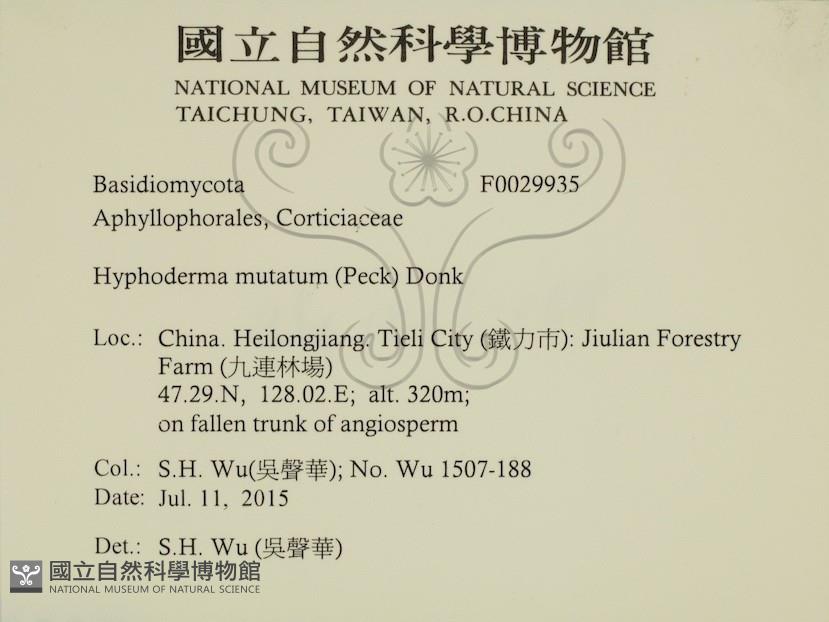 國立自然科學博物館
NATIONAL MUSEUM OF NATURAL SCIENCE
TAICHUNG, TAIWAN, R.O.CHINA
Basidiomycota F0029935
Aphyllophorales, Corticiaceae
Hyphoderma mutatum (Peck) Donk
Loc.: China. Heilongjiang. Tieli City (鐵力市): Jiulian Forestry
Farm (九連林場)
47.29.N, 128.02.E; alt. 320m;
on fallen trunk of angiosperm
Col.: S.H. Wu(吳聲華); No. Wu 1507-188
Date: Jul. 11, 2015
Det.: S.H. Wu (吳聲華)
國立自然科學博物館
NATIONAL MUSEUM OF NATURAL SCIENCE